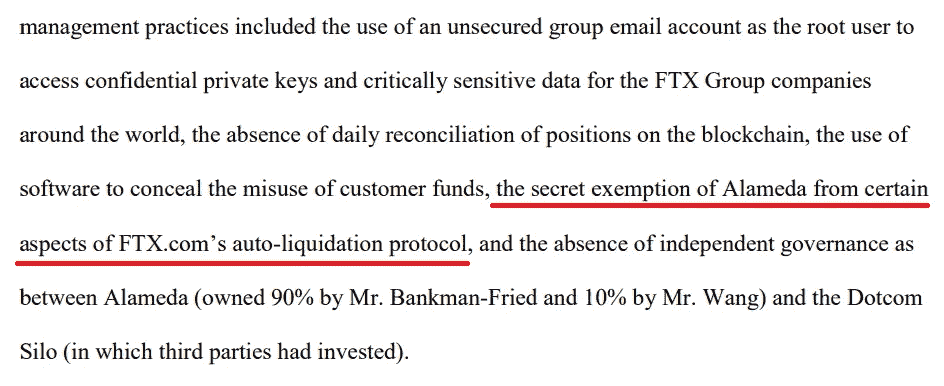 management practices included the use of an unsecured group email account as the root user to
access confidential private keys and critically sensitive data for the FTX Group companies
around the world, the absence of daily reconciliation of positions on the blockchain, the use of
software to conceal the misuse of customer funds, the secret exemption of Alameda from certain
aspects of FTX.com’s auto-liquidation protocol, and the absence of independent governance as
between Alameda (owned 90% by Mr. Bankman-Fried and 10% by Mr. Wang) and the Dotcom
Silo (in which third parties had invested).